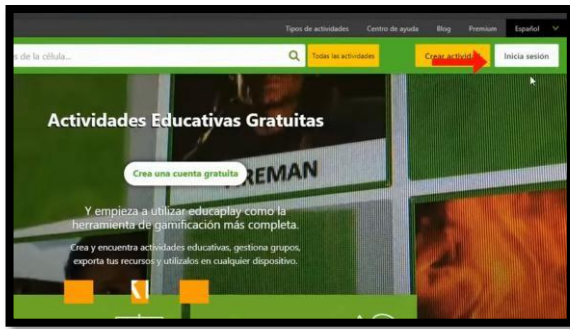 Tipos de actividades Centro de ayuda Blog Premium Español
s de la célula... Todas las actividades Crear Inicia sesión
Actividades Educativas Gratuitas
Crea una cuenta gratuita
REMAN
Y empieza a utilizar educaplay como la
herramienta de gamificación más completa.
Crea y encuentra actividades educativas, gestiona grupos,
exporta tus recursos y utilízalos en cualquier dispositivo.